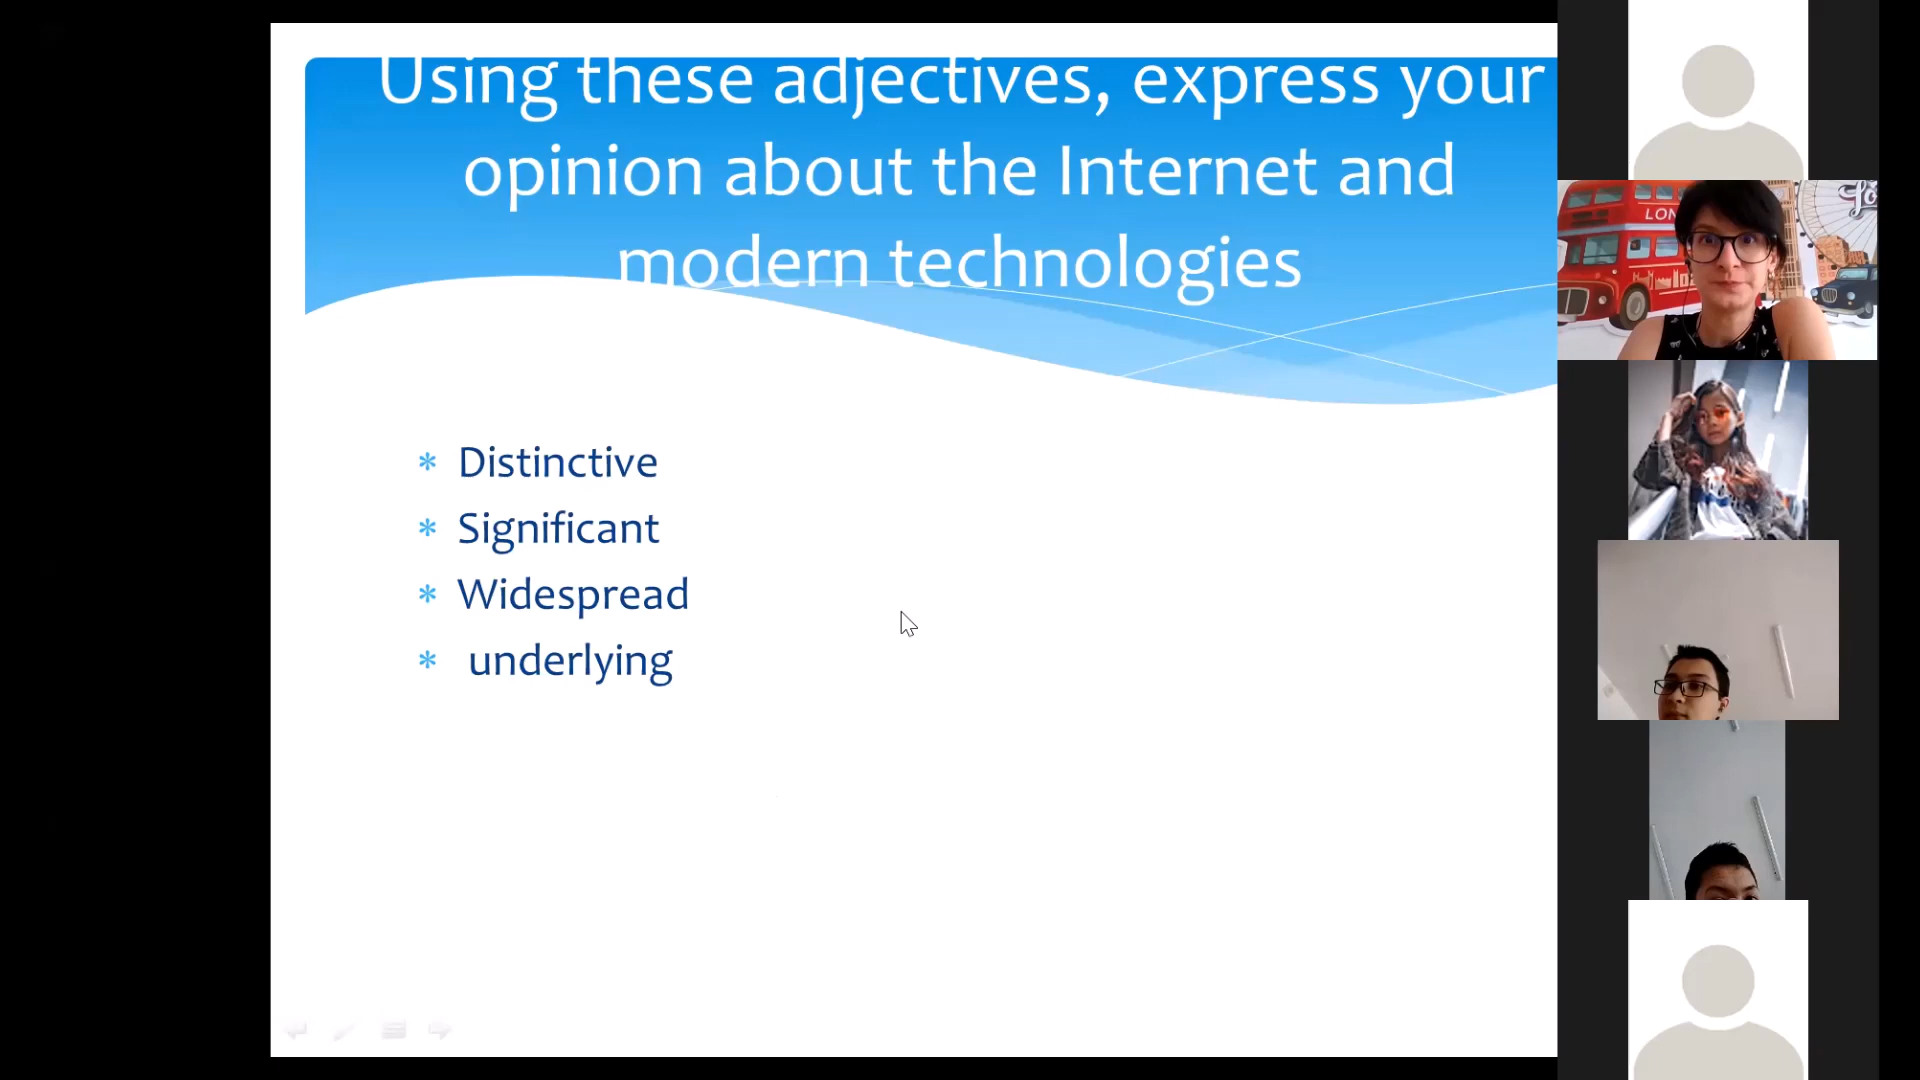 Using these adjectives, express your
opinion about the Internet and
modern technologies
* Distinctive
* Significant
* Widespread
* underlying